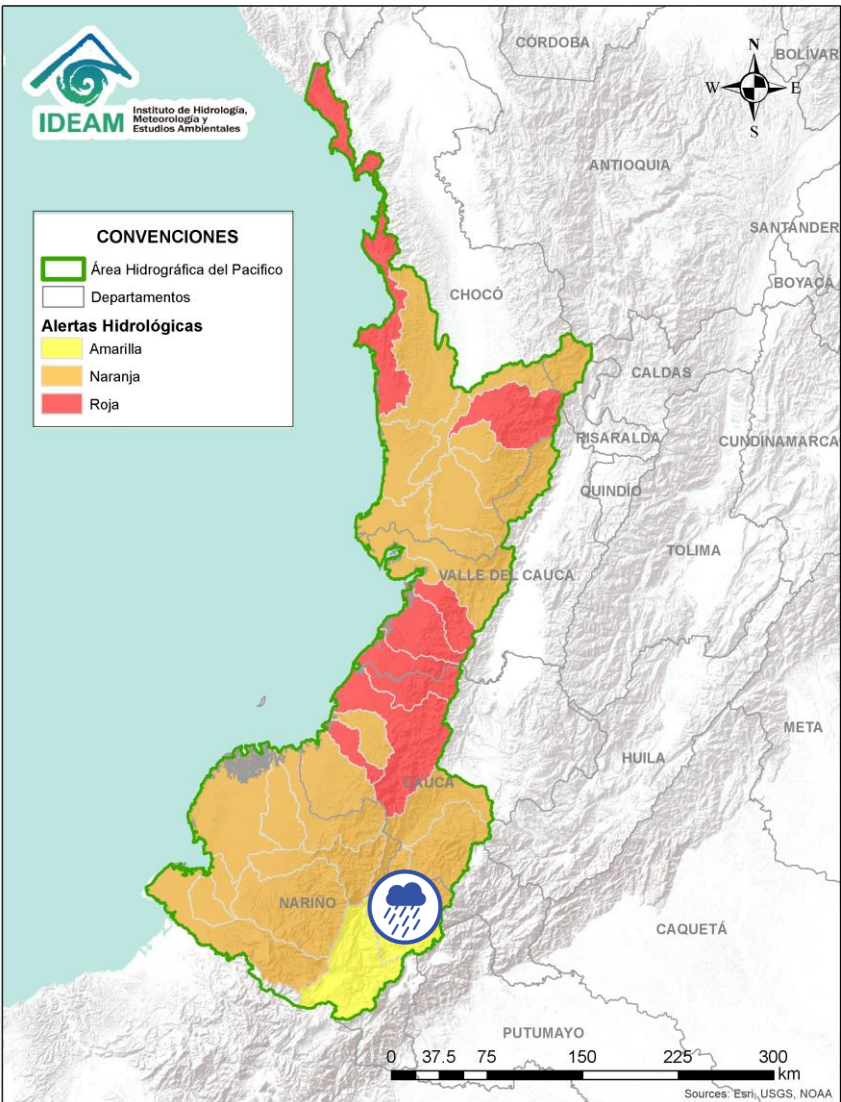 IDEAM
Instituto de Hidrología,
Meteorología y
Estudios Ambientales
N
W
E
S
CÓRDOBA
BOLÍVAR
ANTIOQUIA
SANTANDER
BOYACÁ
CHOCÓ
CONVENCIONES
Área Hidrográfica del Pacifico
Departamentos
Alertas Hidrológicas
Amarilla
Naranja
Roja
CALDAS
RISARALDA
CUNDINAMARCA
QUINDÍO
TOLIMA
VALLE DEL CAUCA
META
HUILA
CAUCA
NARIÑO
CAQUETÁ
PUTUMAYO
0 37.5 75 150 225 300
km
Sources: Esri, USGS, NOAA